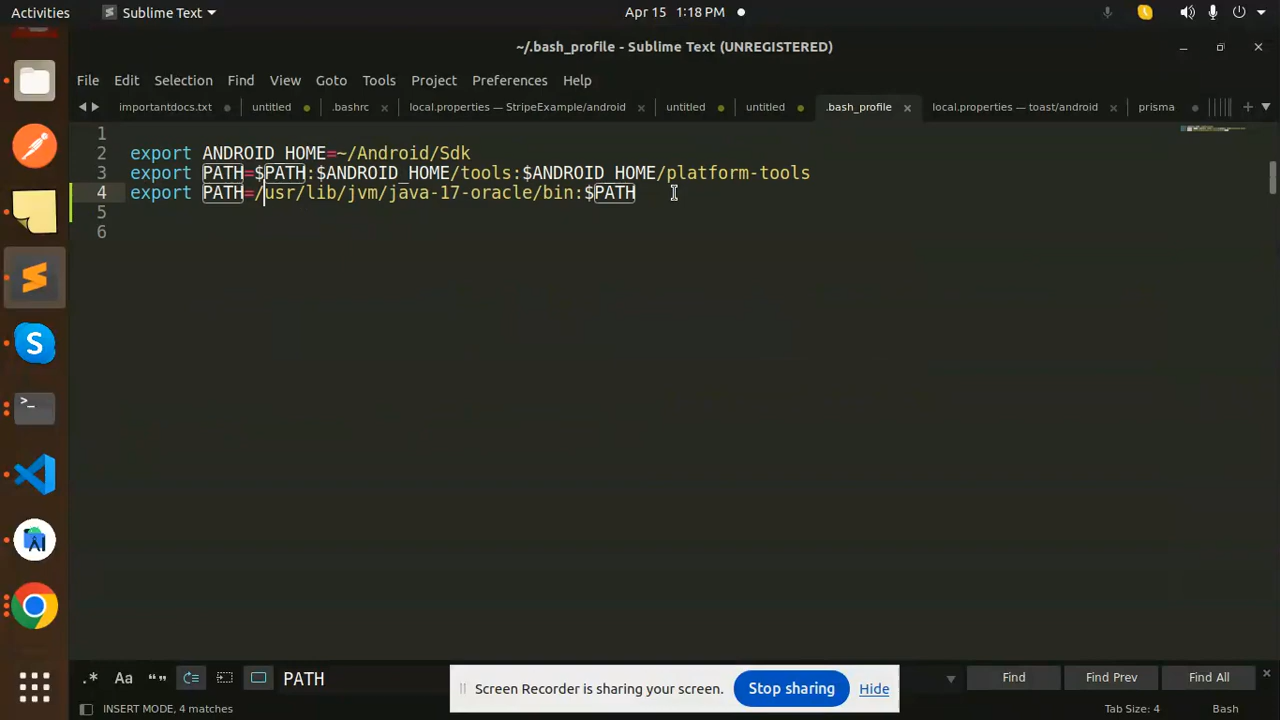 Activities
Sublime Text
Apr 15 1:18 PM
~/.bash_profile - Sublime Text (UNREGISTERED)
File Edit Selection Find View Goto Tools Project Preferences Help
importantdocs.txt untitled .bashrc local.properties — StripeExample/android untitled untitled .bash_profile local.properties — toast/android prisma
1
2 export ANDROID_HOME=~/Android/Sdk
3 export PATH=$PATH:$ANDROID_HOME/tools:$ANDROID_HOME/platform-tools
4 export PATH=/usr/lib/jvm/java-17-oracle/bin:$PATH
5
6
.* Aa “” PATH Find Find Prev Find All
Screen Recorder is sharing your screen. Stop sharing Hide
INSERT MODE, 4 matches Tab Size: 4 Bash